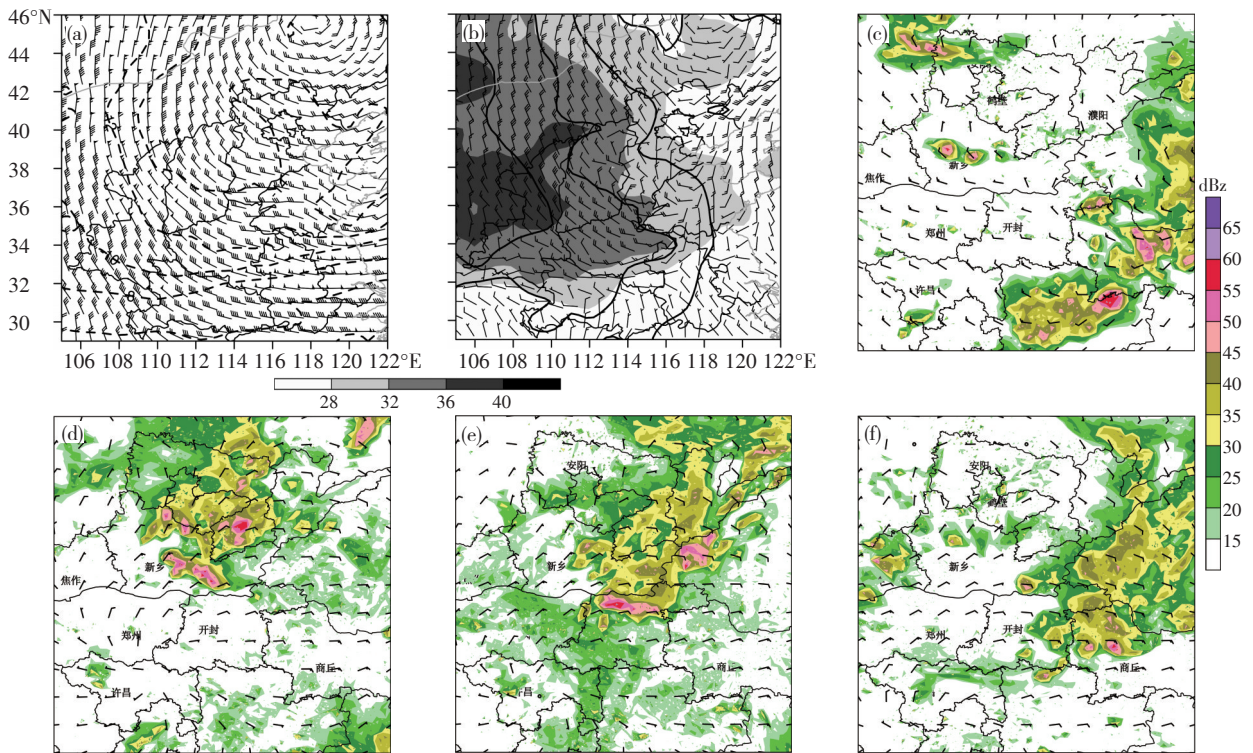 46°N
44
42
40
38
36
34
32
30
(a)
106 108 110 112 114 116 118 120 122°E
(b)
106 108 110 112 114 116 118 120 122°E
28 32 36 40
(c)
鹤壁
濮阳
新乡
焦作
郑州
开封
许昌
dBz
65
60
55
50
45
40
35
30
25
20
15
(d)
新乡
焦作
郑州
开封
商丘
许昌
(e)
安阳
新乡
商丘
许昌
(f)
安阳
鹤壁
新乡
郑州
开封
商丘